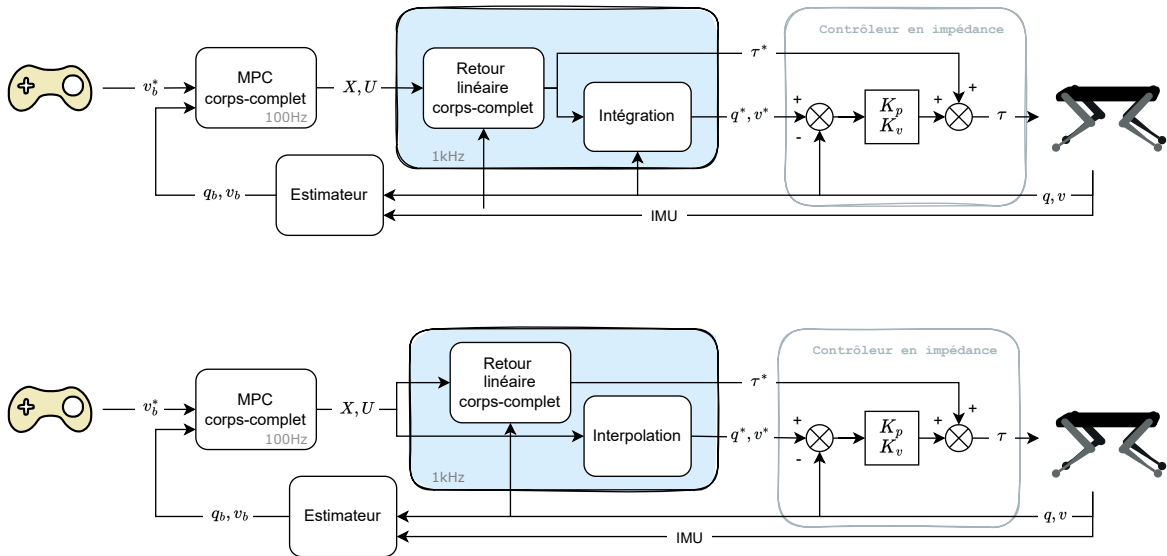 Contrôleur en impédance
v_b^*
MPC
corps-complet
100Hz
X, U
Retour
linéaire
corps-complet
Intégration
1kHz
τ*
q*, v*
+
-
K_p
K_v
+
+
τ
Estimateur
q_b, v_b
q, v
IMU
Contrôleur en impédance
v_b^*
MPC
corps-complet
100Hz
X, U
Retour
linéaire
corps-complet
Interpolation
1kHz
τ*
q*, v*
+
-
K_p
K_v
+
+
τ
Estimateur
q_b, v_b
q, v
IMU